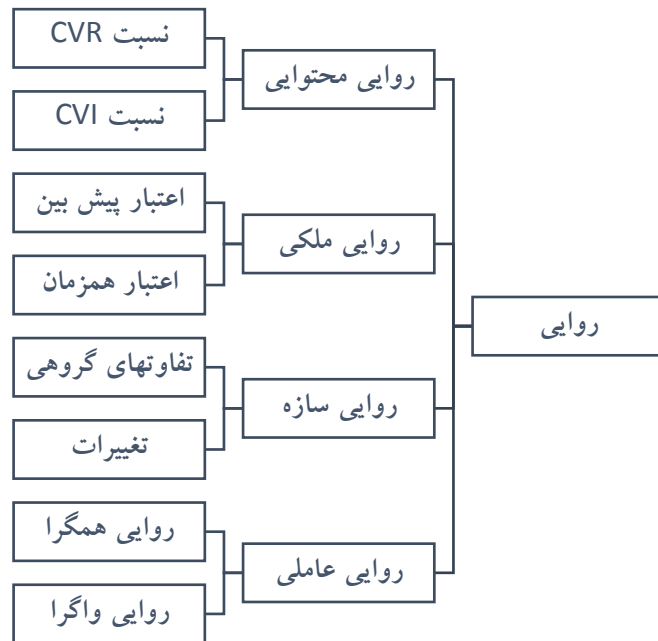 روایی
روایی محتوایی
نسبت CVR
نسبت CVI
روایی ملکی
اعتبار پیش بین
اعتبار همزمان
روایی سازه
تفاوتهای گروهی
تغییرات
روایی عاملی
روایی همگرا
روایی واگرا